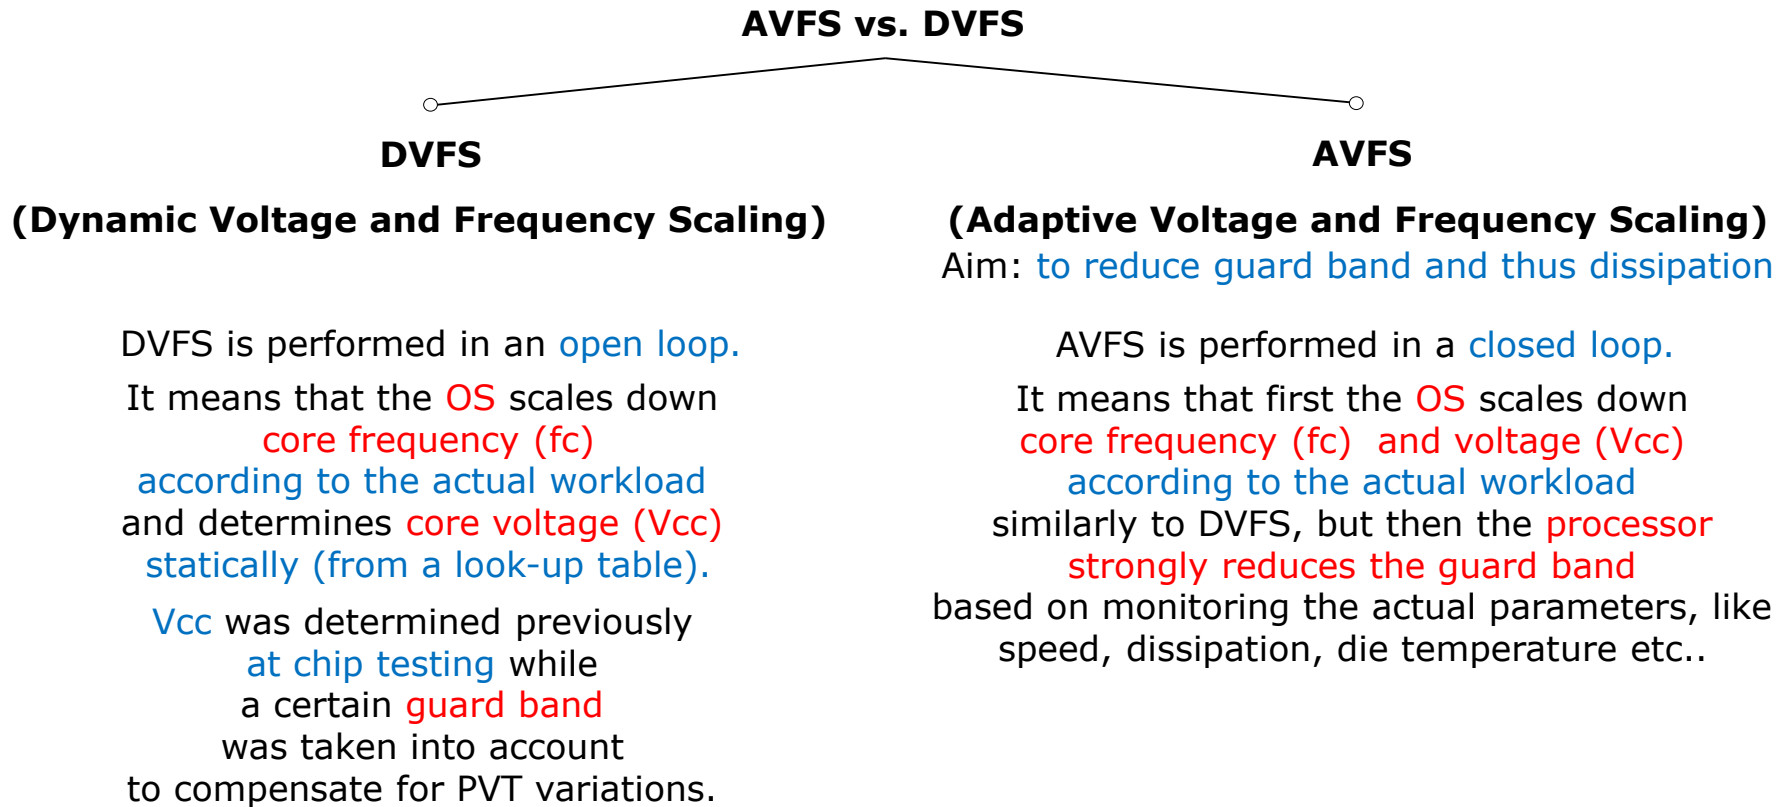 AVFS vs. DVFS
DVFS
(Dynamic Voltage and Frequency Scaling)
DVFS is performed in an open loop.
It means that the OS scales down
core frequency (fc)
according to the actual workload
and determines core voltage (Vcc)
statically (from a look-up table).
Vcc was determined previously
at chip testing while
a certain guard band
was taken into account
to compensate for PVT variations.
AVFS
(Adaptive Voltage and Frequency Scaling)
Aim: to reduce guard band and thus dissipation
AVFS is performed in a closed loop.
It means that first the OS scales down
core frequency (fc)  and voltage (Vcc)
according to the actual workload
similarly to DVFS, but then the processor
strongly reduces the guard band
based on monitoring the actual parameters, like
speed, dissipation, die temperature etc..